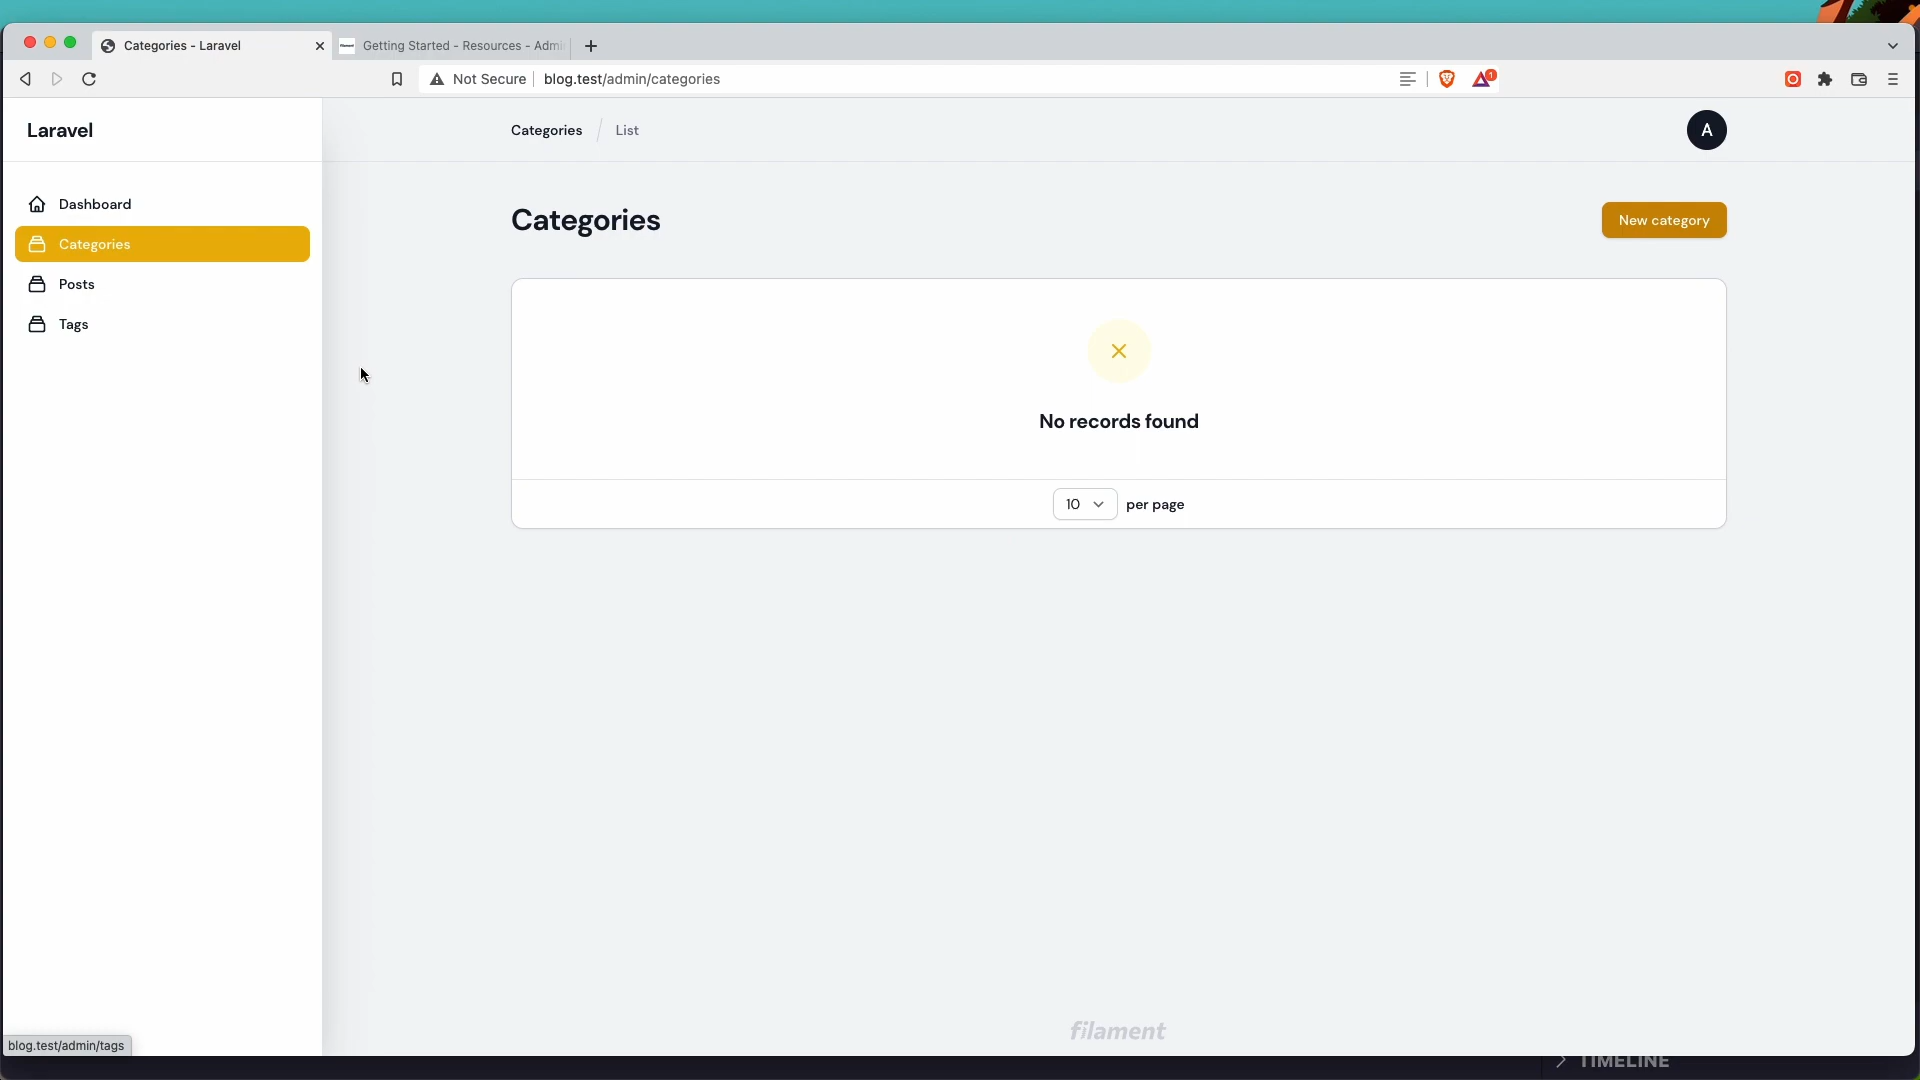 Categories - Laravel
Getting Started - Resources - Admi
Not Secure
blog.test/admin/categories
1
Laravel
Categories
List
A
Dashboard
Categories
Posts
Tags
Categories
New category
No records found
10
per page
filament
blog.test/admin/tags
TIMELINE